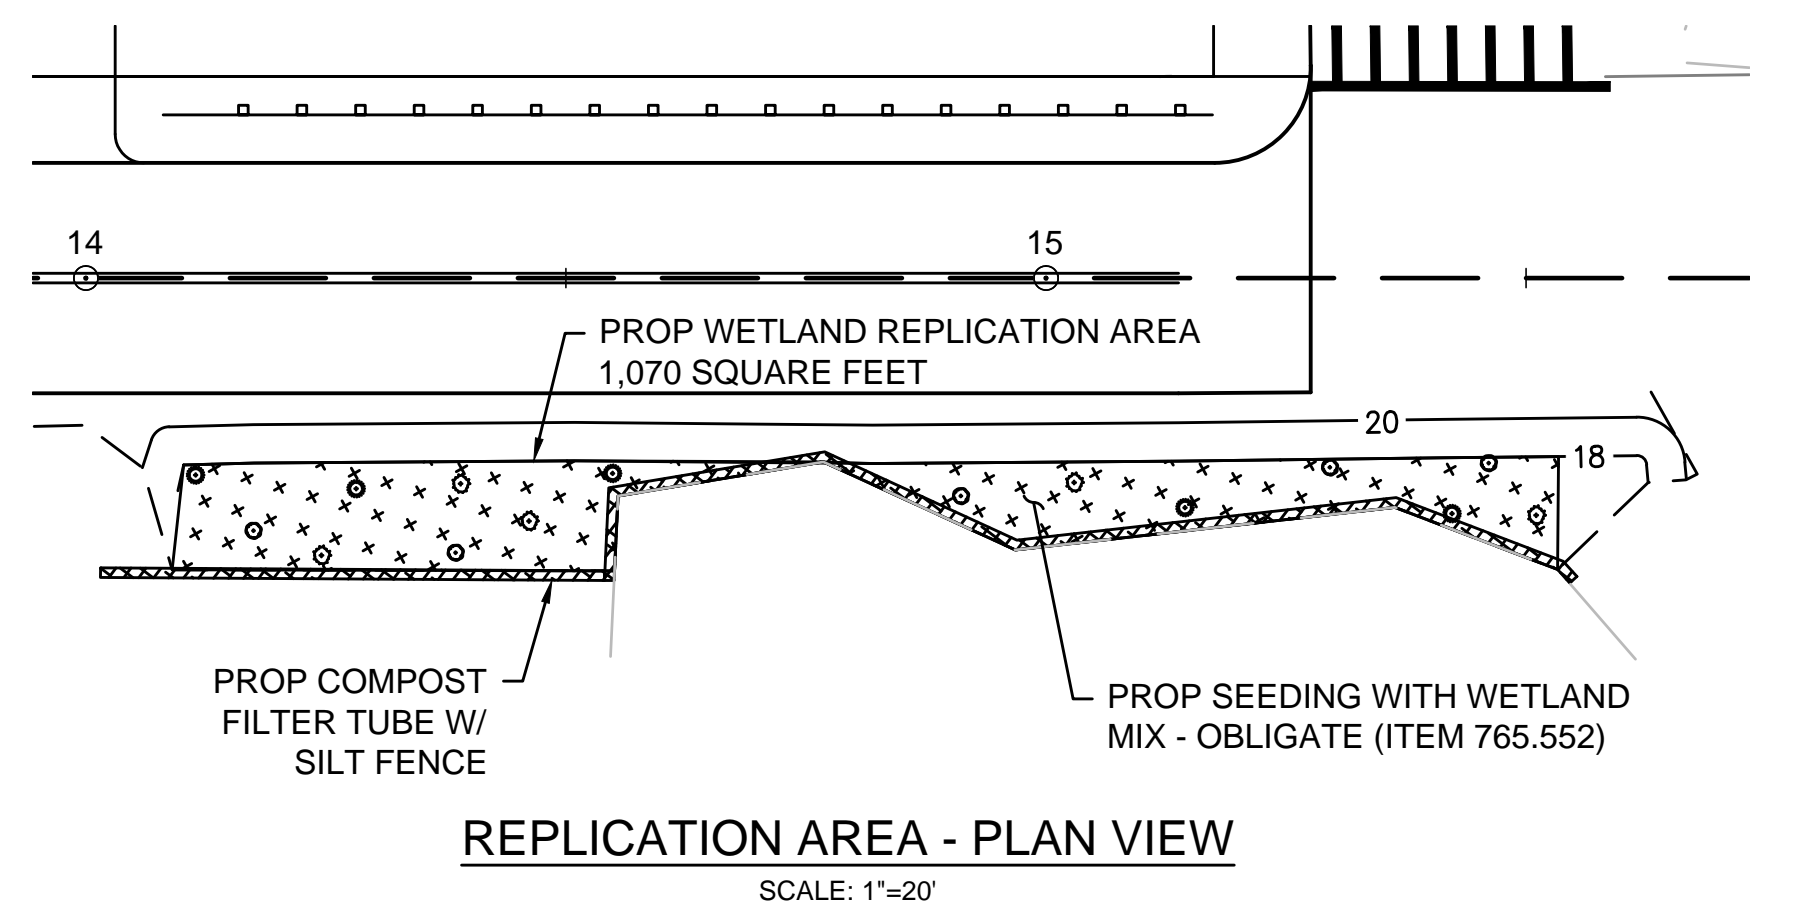 14
15
PROP WETLAND REPLICATION AREA
1,070 SQUARE FEET
20
18
PROP COMPOST
FILTER TUBE W/
SILT FENCE
PROP SEEDING WITH WETLAND
MIX - OBLIGATE (ITEM 765.552)
REPLICATION AREA - PLAN VIEW
SCALE: 1"=20'